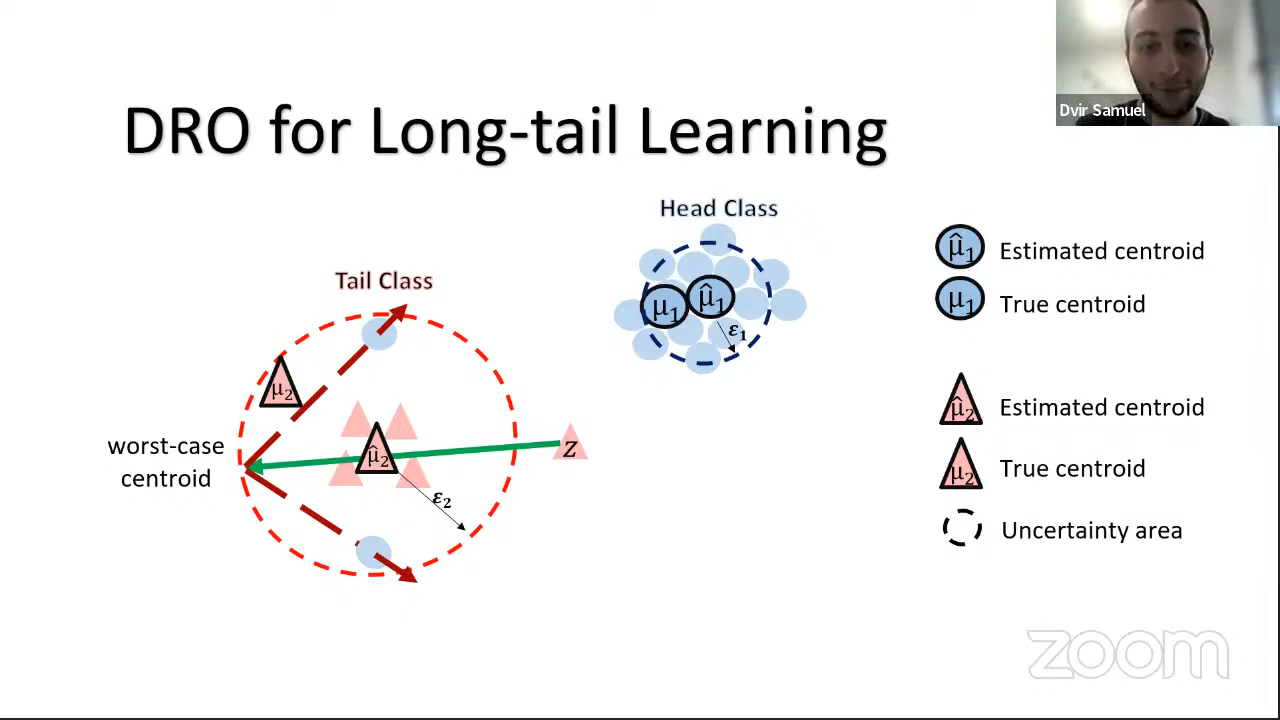 Dvir Samuel
DRO for Long-tail Learning
Head Class
Tail Class
μ₁
μ̂₁
ε₁
μ₂
μ̂₂
ε₂
z
worst-case
centroid
μ̂₁ Estimated centroid
μ₁ True centroid
μ̂₂ Estimated centroid
μ₂ True centroid
Uncertainty area
zoom